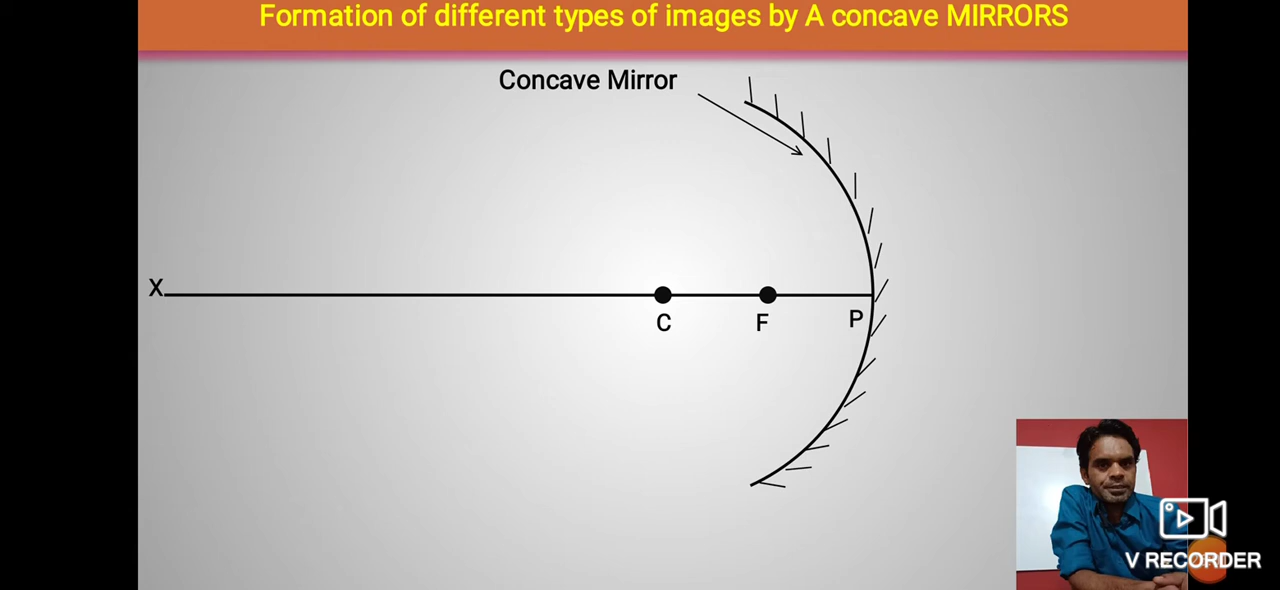 Formation of different types of images by A concave MIRRORS
Concave Mirror
X
C
F
P
V RECORDER